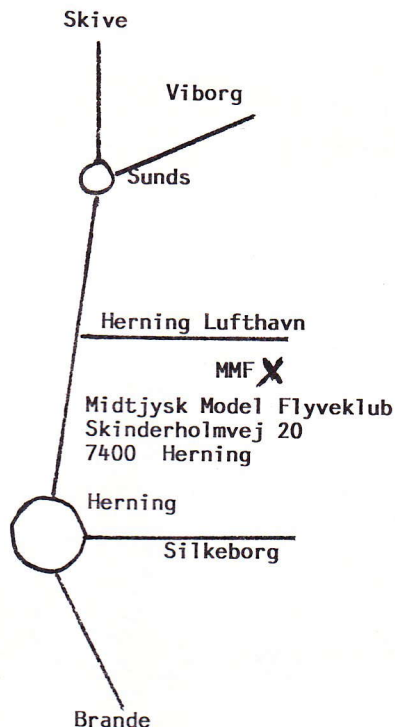 Skive
Viborg
Sunds
Herning Lufthavn
MMF X
Midtjysk Model Flyveklub
Skinderholmvej 20
7400 Herning
Herning
Silkeborg
Brande